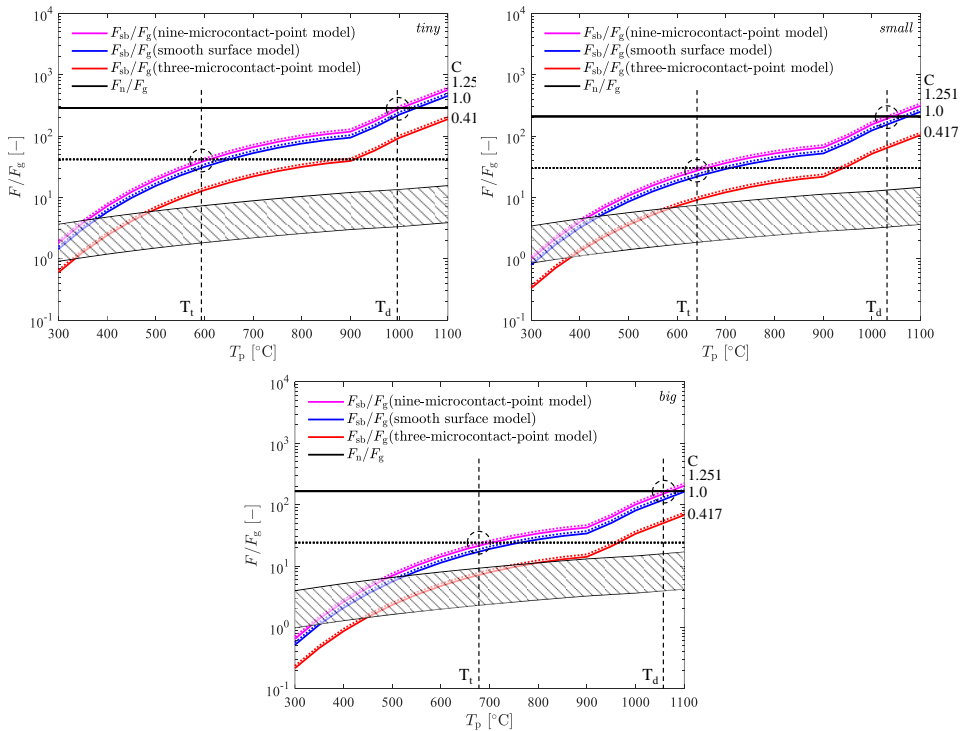 tiny
F_sb/F_g(nine-microcontact-point model)
F_sb/F_g(smooth surface model)
F_sb/F_g(three-microcontact-point model)
F_n/F_g
C
1.25
1.0
0.41
10^4
10^3
10^2
10^1
10^0
10^-1
F/F_g [−]
T_t
T_d
300 400 500 600 700 800 900 1000 1100
T_p [°C]
small
F_sb/F_g(nine-microcontact-point model)
F_sb/F_g(smooth surface model)
F_sb/F_g(three-microcontact-point model)
F_n/F_g
C
1.251
1.0
0.417
10^4
10^3
10^2
10^1
10^0
10^-1
F/F_g [−]
T_t
T_d
300 400 500 600 700 800 900 1000 1100
T_p [°C]
big
F_sb/F_g(nine-microcontact-point model)
F_sb/F_g(smooth surface model)
F_sb/F_g(three-microcontact-point model)
F_n/F_g
C
1.251
1.0
0.417
10^4
10^3
10^2
10^1
10^0
10^-1
F/F_g [−]
T_t
T_d
300 400 500 600 700 800 900 1000 1100
T_p [°C]